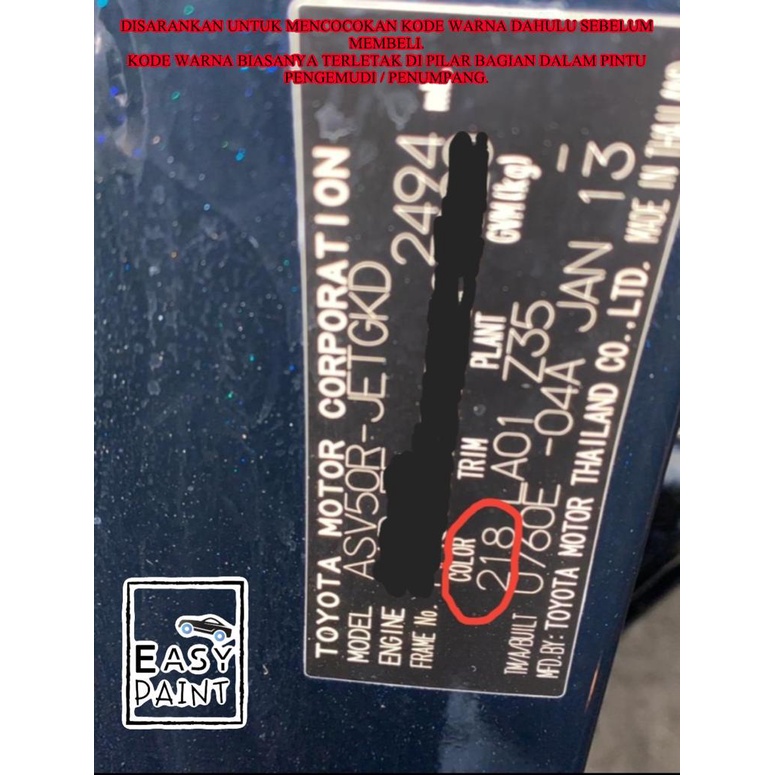 DISARANKAN UNTUK MENCOCOKAN KODE WARNA DAHULU SEBELUM
MEMBELI.
KODE WARNA BIASANYA TERLETAK DI PILAR BAGIAN DALAM PINTU
PENGEMUDI / PENUMPANG.
TOYOTA MOTOR CORPORATION
MODEL ASV50R-JETGKD
ENGINE 2494
FRAME No.
COLOR TRIM PLANT GVM(kg)
218 LA01 Z35 -
TM/A/BUILT U760E -04A JAN 13
MFD.BY: TOYOTA MOTOR THAILAND CO.,LTD. MADE IN THAILAND
EASY
PAINT